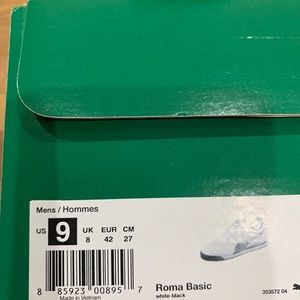 Mens / Hommes
US 9 UK EUR CM
8 42 27
8 85923 00895 7
Made in Vietnam
Roma Basic
white-black
353572 04